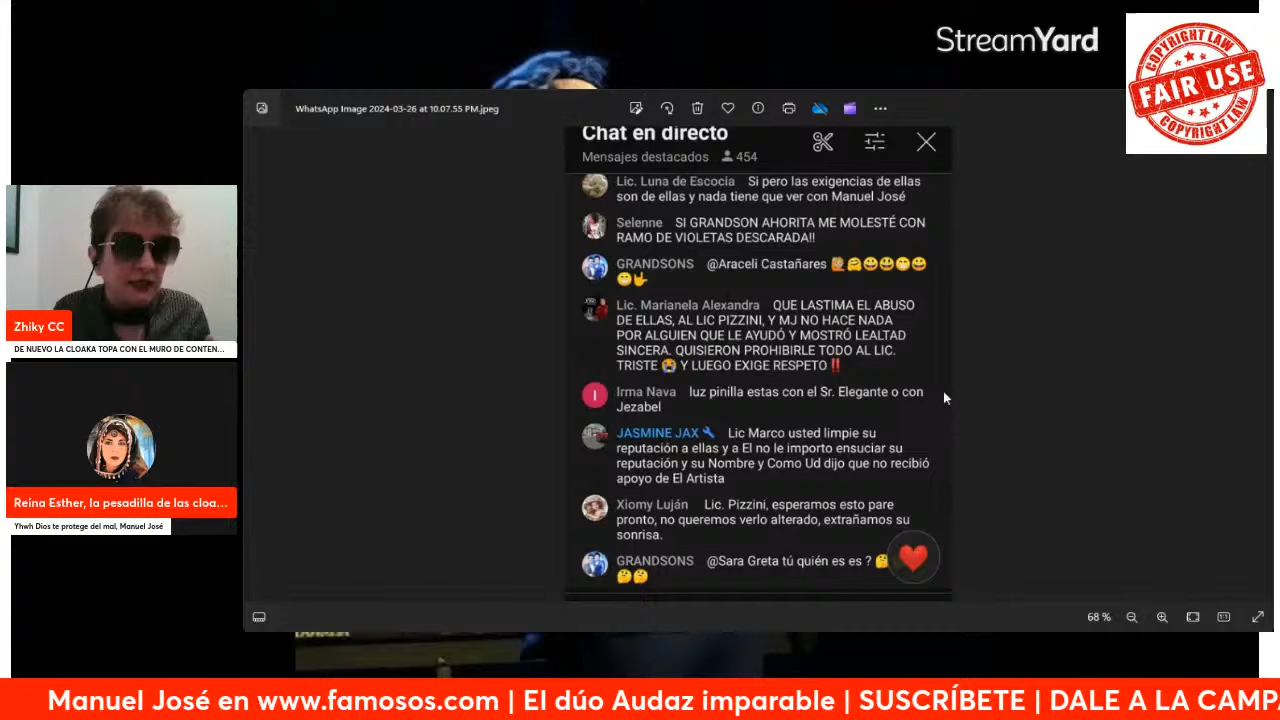 StreamYard
COPYRIGHT LAW
FAIR USE
COPYRIGHT LAW
WhatsApp Image 2024-03-26 at 10.07.55 PM.jpeg
Chat en directo
Mensajes destacados 454
Lic. Luna de Escocia Si pero las exigencias de ellas
son de ellas y nada tiene que ver con Manuel José
Selenne SI GRANDSON AHORITA ME MOLESTÉ CON
RAMO DE VIOLETAS DESCARADA!!
GRANDSONS @Araceli Castañares 🙋🏼🤗😃😃😁😀
😁🤟
Lic. Marianela Alexandra QUE LASTIMA EL ABUSO
DE ELLAS, AL LIC PIZZINI, Y MJ NO HACE NADA
POR ALGUIEN QUE LE AYUDÓ Y MOSTRÓ LEALTAD
SINCERA. QUISIERON PROHIBIRLE TODO AL LIC.
TRISTE 😭 Y LUEGO EXIGE RESPETO ‼️
I
Irma Nava luz pinilla estas con el Sr. Elegante o con
Jezabel
JASMINE JAX 🔧 Lic Marco usted limpie su
reputación a ellas y a El no le importo ensuciar su
reputación y su Nombre y Como Ud dijo que no recibió
apoyo de El Artista
Xiomy Luján Lic. Pizzini, esperamos esto pare
pronto, no queremos verlo alterado, extrañamos su
sonrisa.
GRANDSONS @Sara Greta tú quién es es ? 🤔
🤔🤔
68 %
Zhiky CC
DE NUEVO LA CLOAKA TOPA CON EL MURO DE CONTEN...
Reina Esther, la pesadilla de las cloa...
Yhwh Dios te protege del mal, Manuel José
Manuel José en www.famosos.com | El dúo Audaz imparable | SUSCRÍBETE | DALE A LA CAMPA